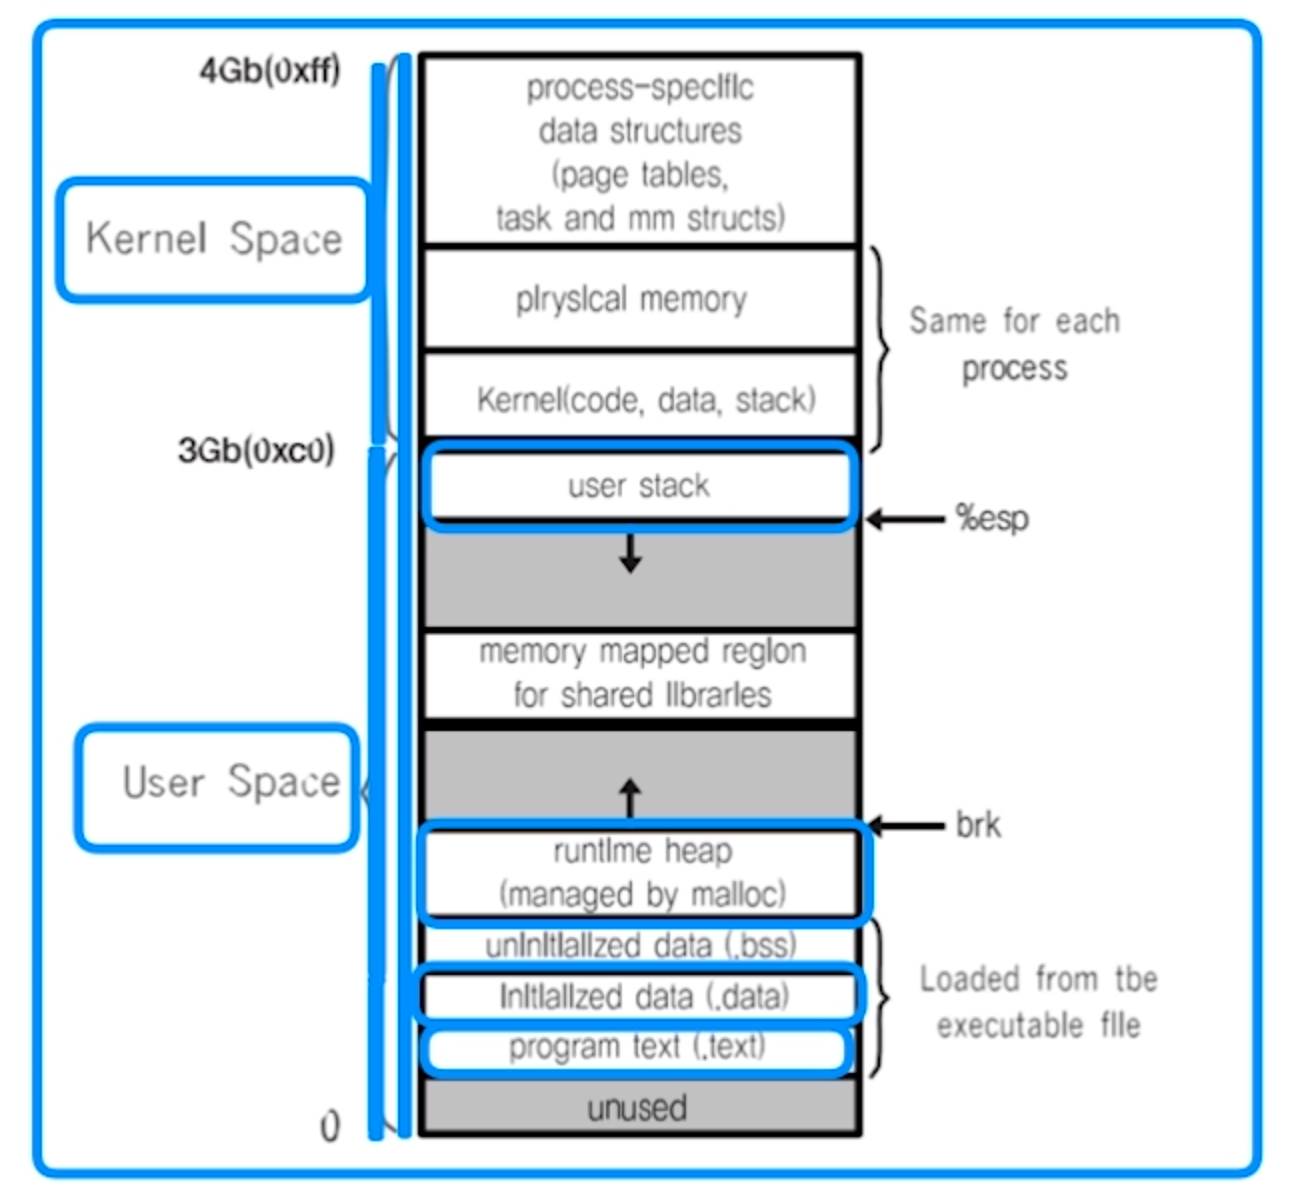 4Gb(0xff)
process-specific
data structures
(page tables,
task and mm structs)
Kernel Space
plryslcal memory
Same for each
process
Kernel(code, data, stack)
3Gb(0xc0)
user stack
%esp
memory mapped reglon
for shared llbrarles
User Space
brk
runtlme heap
(managed by malloc)
unlnltlallzed data (.bss)
Inltlallzed data (.data)
Loaded from tbe
executable flle
program text (.text)
unused
0